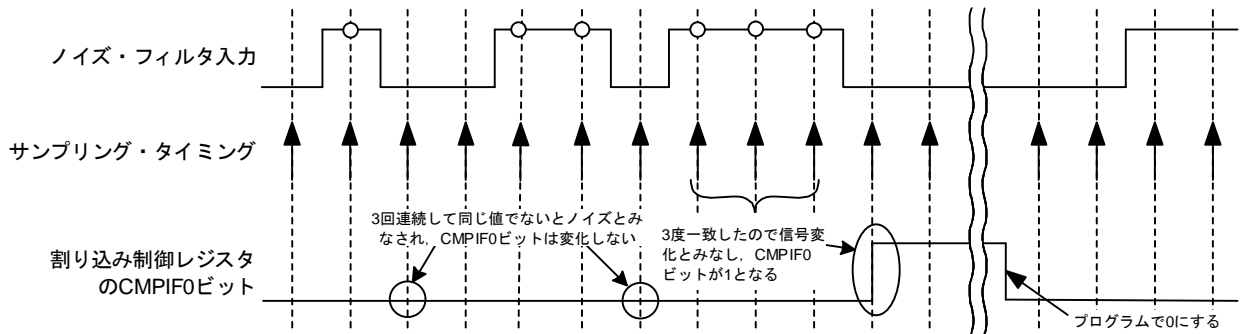 ノイズ・フィルタ入力
サンプリング・タイミング
3回連続して同じ値でないとノイズとみ
なされ，CMPIF0ビットは変化しない
3度一致したので信号変
化とみなし，CMPIF0
ビットが1となる
割り込み制御レジスタ
のCMPIF0ビット
プログラムで0にする